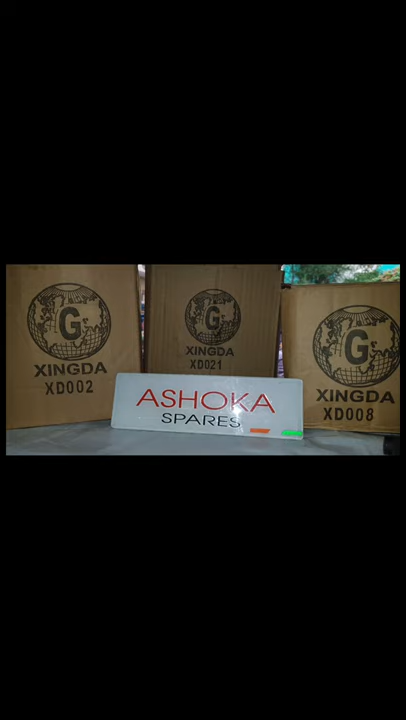 G
XINGDA
XD002
G
XINGDA
XD021
G
XINGDA
XD008
ASHOKA
SPARES